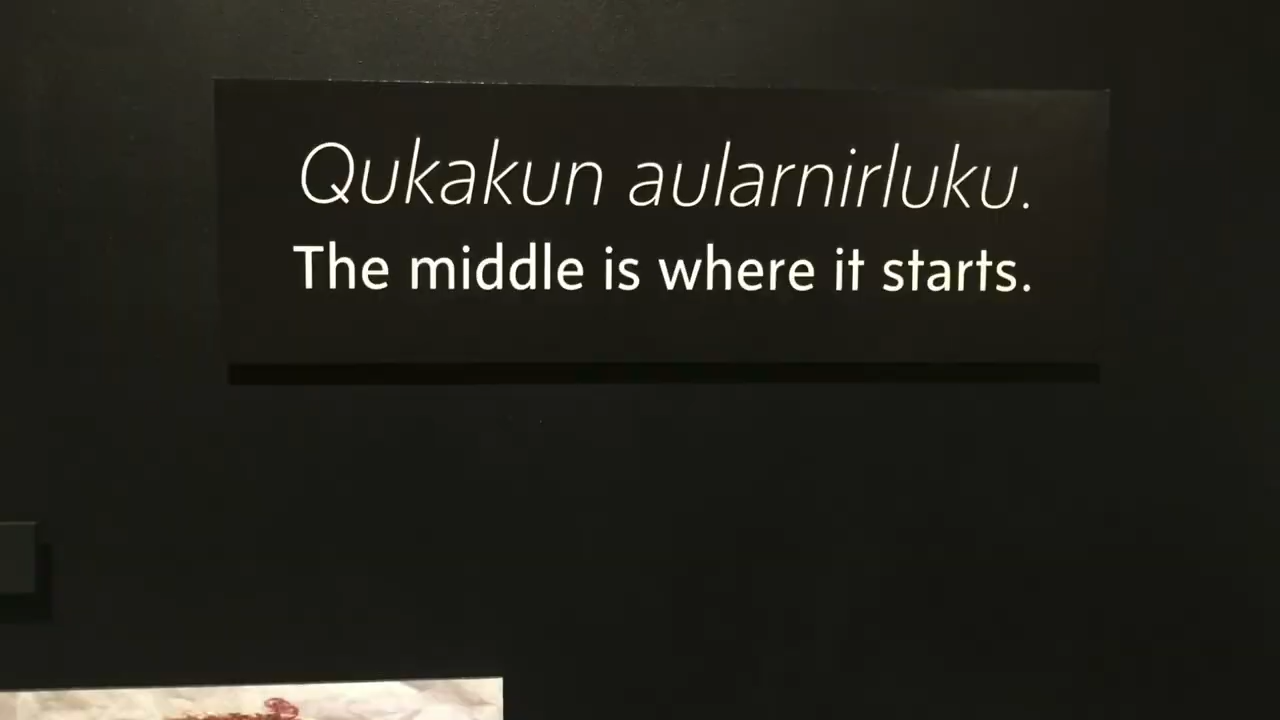 Qukakun aularnirluku.
The middle is where it starts.